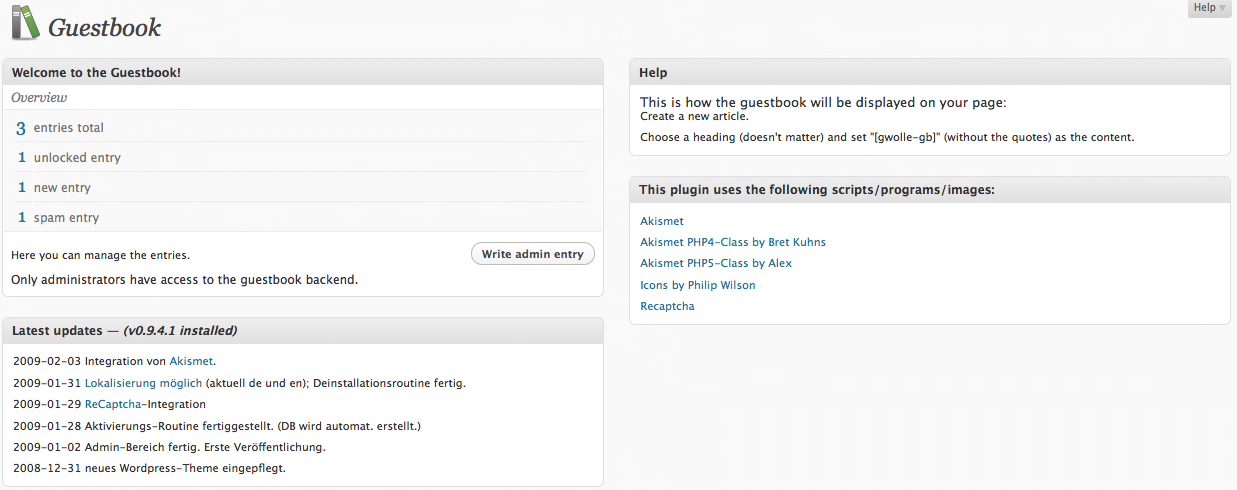 Guestbook
Help
Welcome to the Guestbook!
Overview
3 entries total
1 unlocked entry
1 new entry
1 spam entry
Here you can manage the entries.
Write admin entry
Only administrators have access to the guestbook backend.
Latest updates — (v0.9.4.1 installed)
2009-02-03 Integration von Akismet.
2009-01-31 Lokalisierung möglich (aktuell de und en); Deinstallationsroutine fertig.
2009-01-29 ReCaptcha-Integration
2009-01-28 Aktivierungs-Routine fertiggestellt. (DB wird automat. erstellt.)
2009-01-02 Admin-Bereich fertig. Erste Veröffentlichung.
2008-12-31 neues Wordpress-Theme eingepflegt.
Help
This is how the guestbook will be displayed on your page:
Create a new article.
Choose a heading (doesn't matter) and set "[gwolle-gb]" (without the quotes) as the content.
This plugin uses the following scripts/programs/images:
Akismet
Akismet PHP4-Class by Bret Kuhns
Akismet PHP5-Class by Alex
Icons by Philip Wilson
Recaptcha